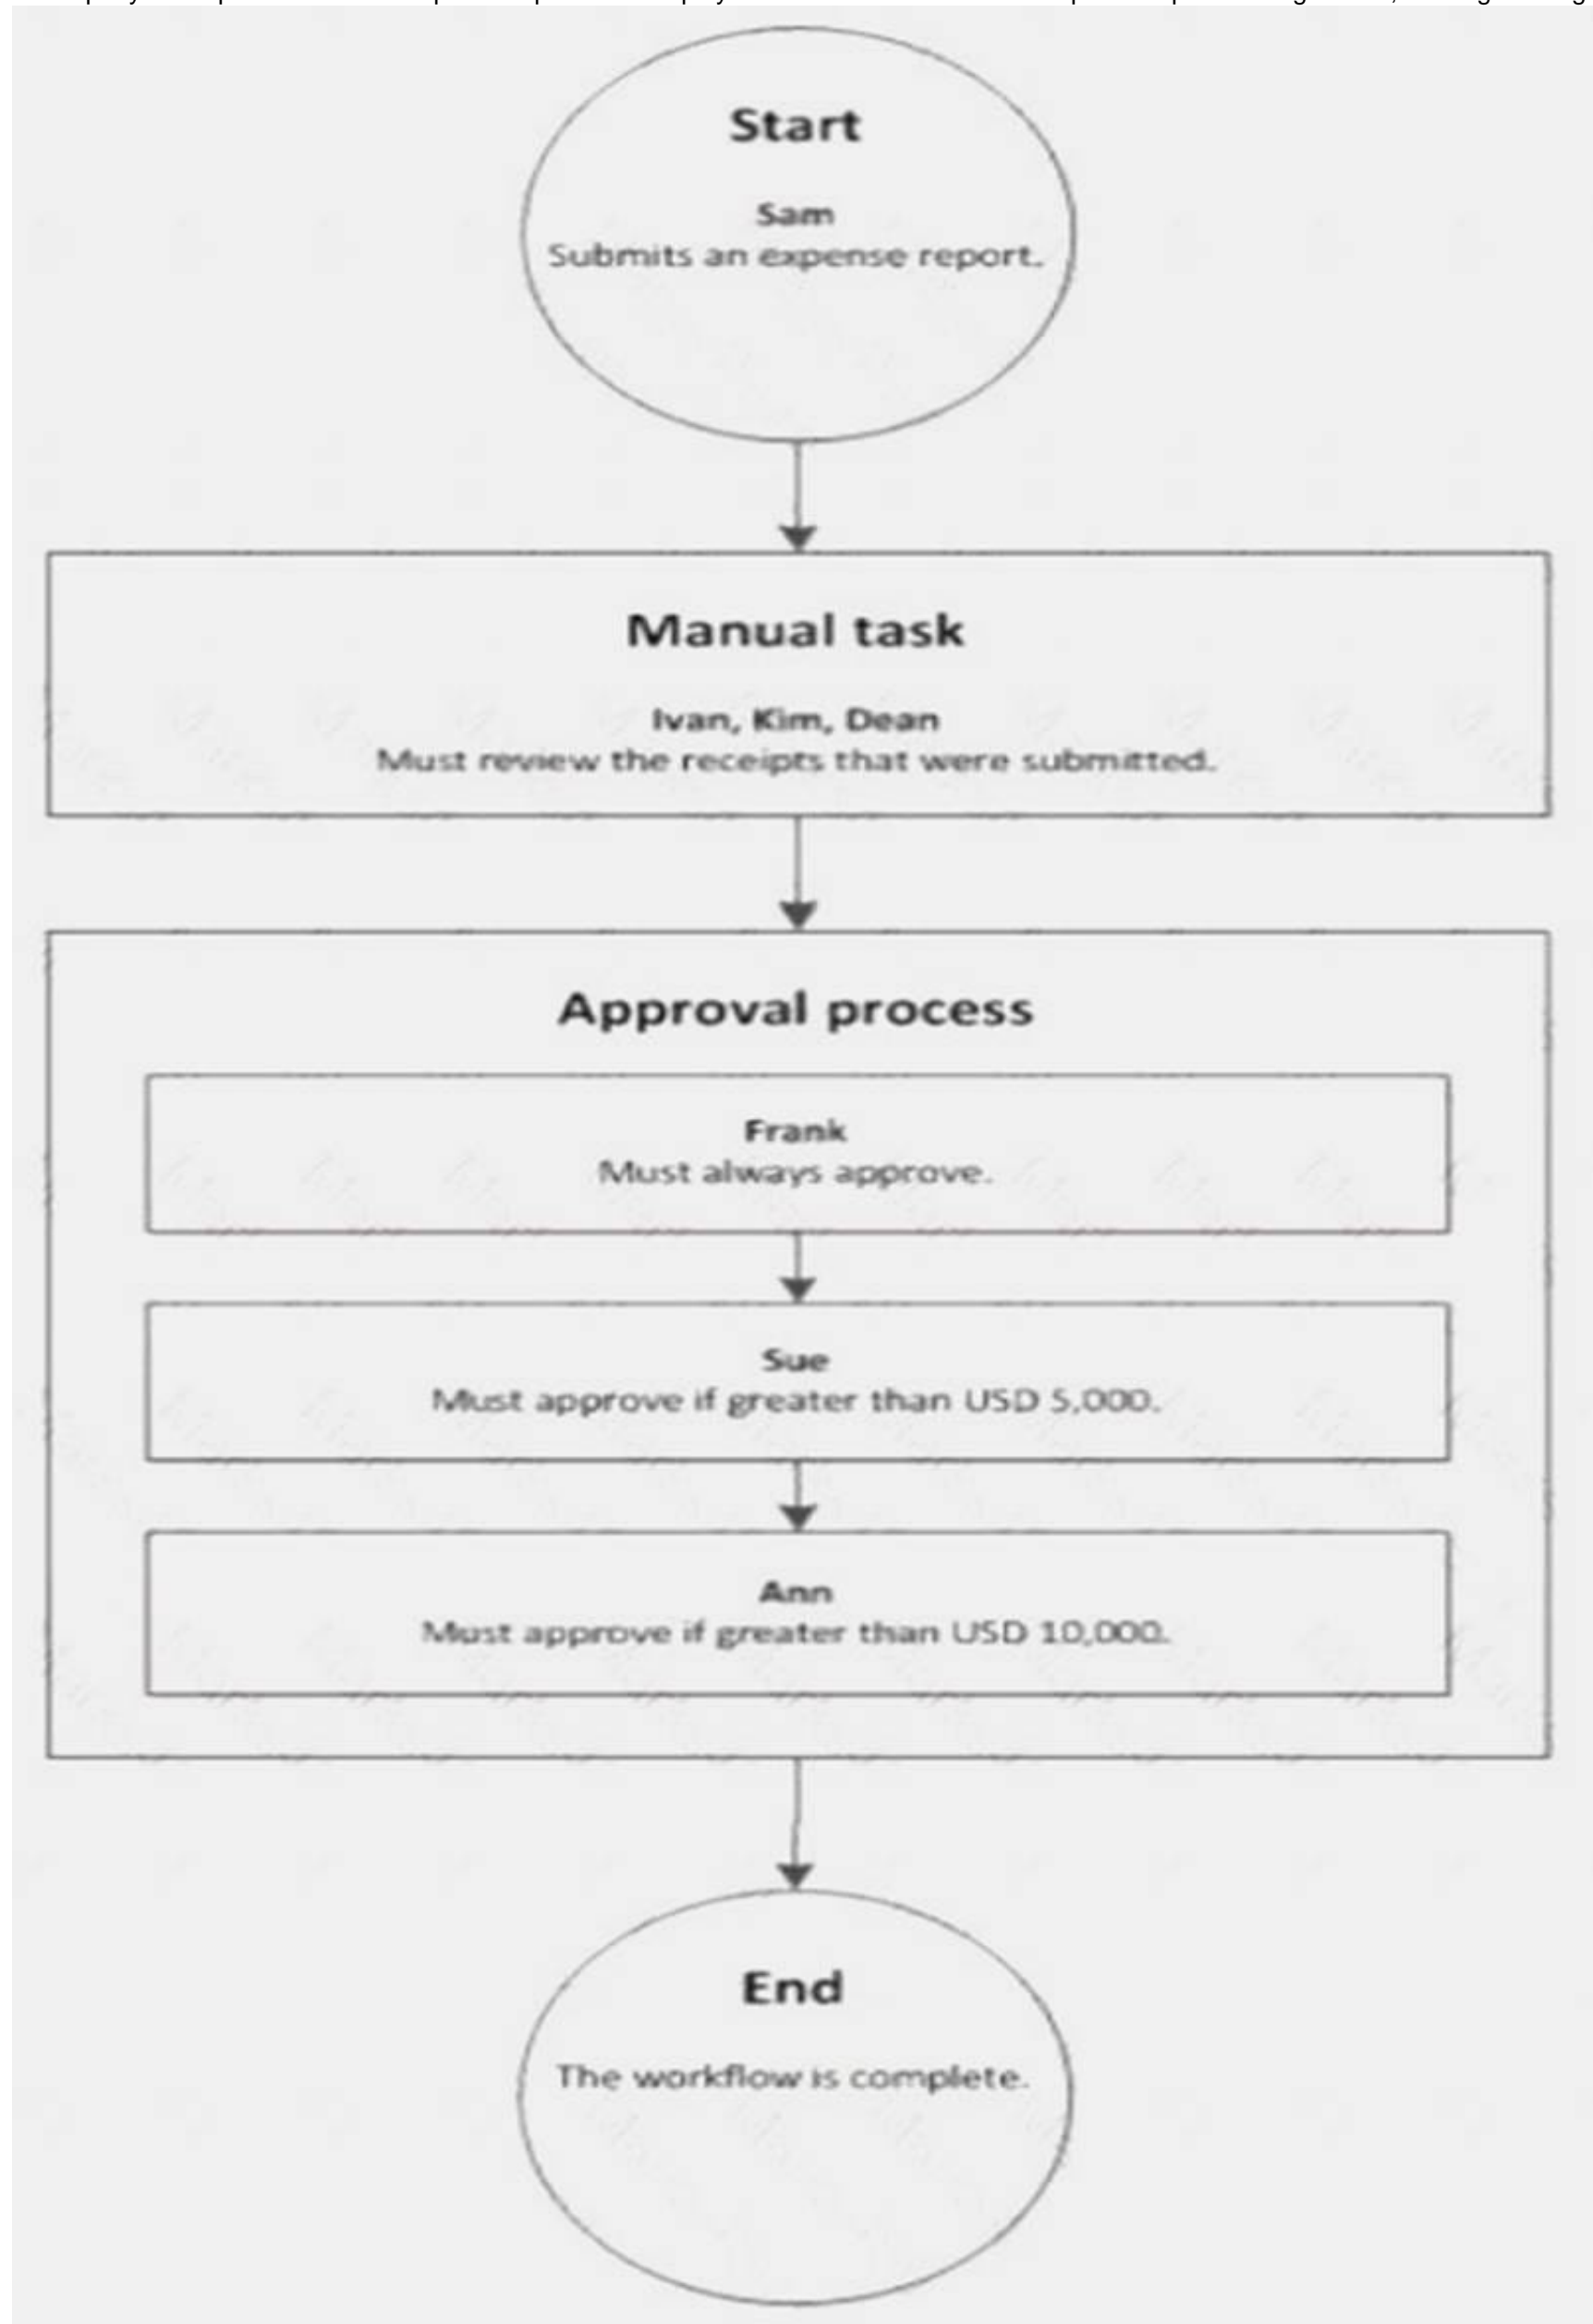 Start
Sam
Submits an expense report.
Manual task
Ivan, Kim, Dean
Must review the receipts that were submitted.
Approval process
Frank
Must always approve.
Sue
Must approve if greater than USD 5,000.
Ann
Must approve if greater than USD 10,000.
End
The workflow is complete.